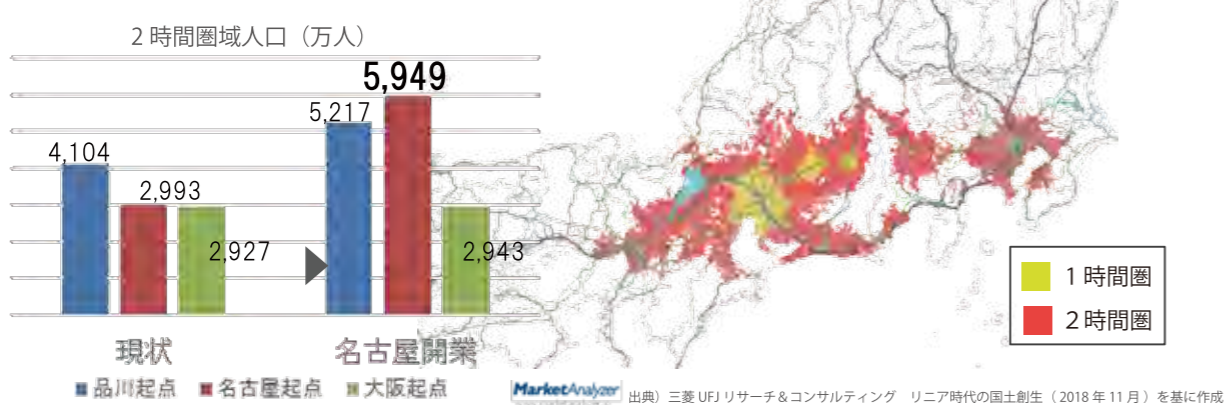 2 時間圏域人口（万人）
5,949
5,217
4,104
2,993
2,927
2,943
現状
名古屋開業
品川起点 名古屋起点 大阪起点
1 時間圏
2 時間圏
MarketAnalyzer
出典）三菱 UFJ リサーチ＆コンサルティング リニア時代の国土創生（ 2018 年 11 月 ）を基に作成